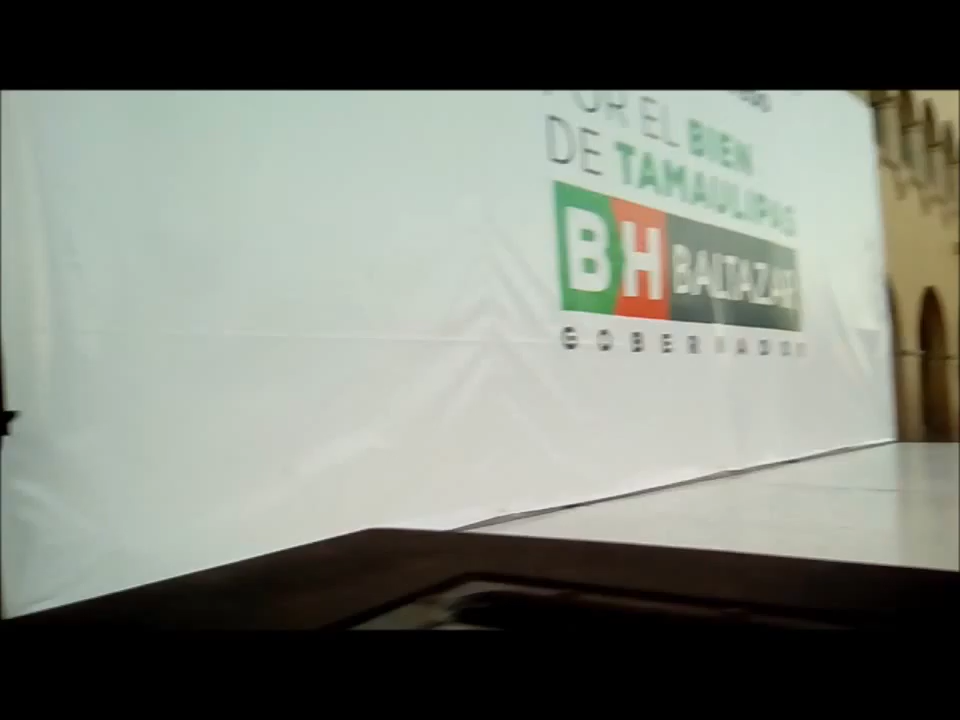 POR EL BIEN
DE TAMAULIPAS
BH BALTAZAR
GOBERNADOR